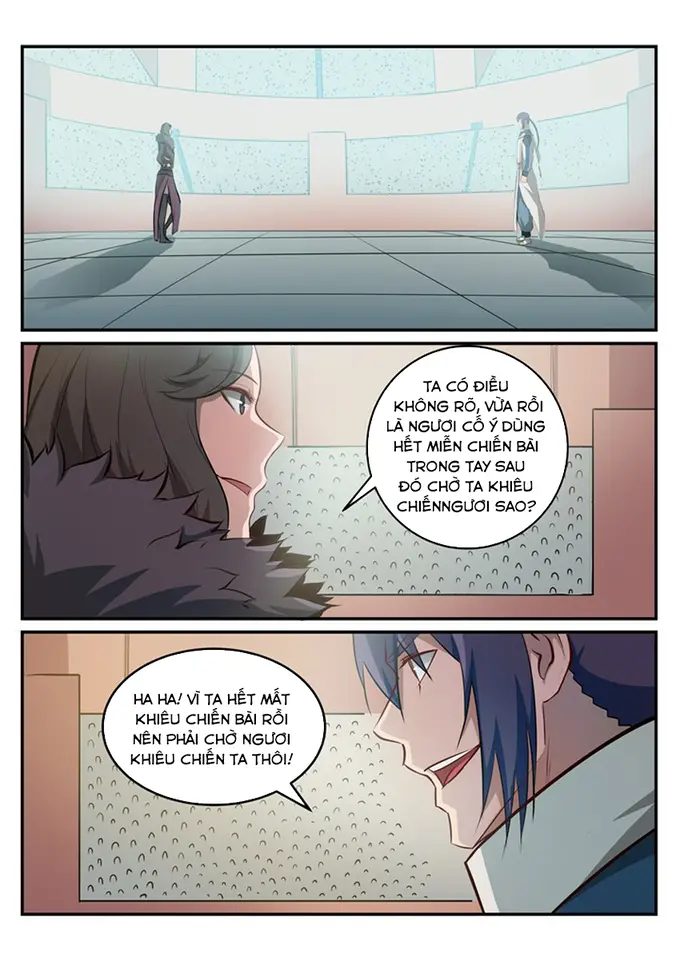 TA CÓ ĐIỀU
KHÔNG RÕ, VỪA RỒI
LÀ NGƯƠI CỐ Ý DÙNG
HẾT MIỄN CHIẾN BÀI
TRONG TAY SAU
ĐÓ CHỜ TA KHIÊU
CHIẾNNGƯƠI SAO?
HA HA! VÌ TA HẾT MẤT
KHIÊU CHIẾN BÀI RỒI
NÊN PHẢI CHỜ NGƯƠI
KHIÊU CHIẾN TA THÔI!